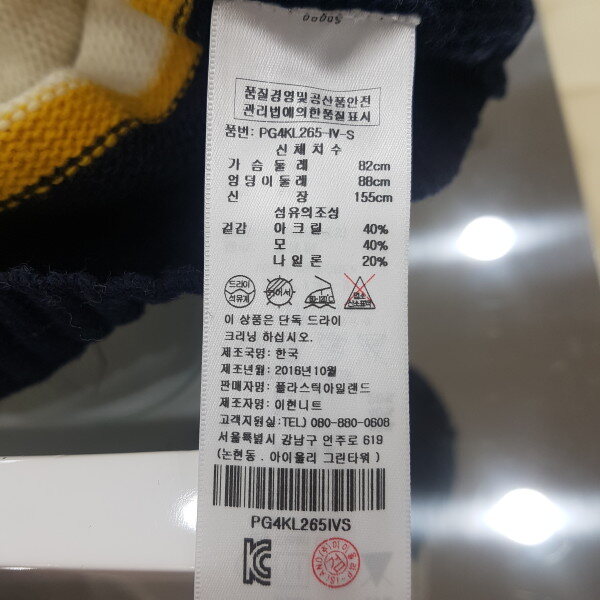 품질경영및공산품안전
관리법에의한품질표시
품번: PG4KL265-IV-S
신체치수
가슴둘레 82cm
엉덩이둘레 88cm
신장 155cm
섬유의조성
겉감 아크릴 40%
모 40%
나일론 20%
드라이
석유계
이 상품은 단독 드라이
크리닝 하십시오.
제조국명: 한국
제조년월: 2016년10월
판매자명: 플라스틱아일랜드
제조자명: 이현니트
고객지원실:TEL) 080-880-0608
서울특별시 강남구 언주로 619
(논현동 . 아이올리 그린타워 )
PG4KL265IVS